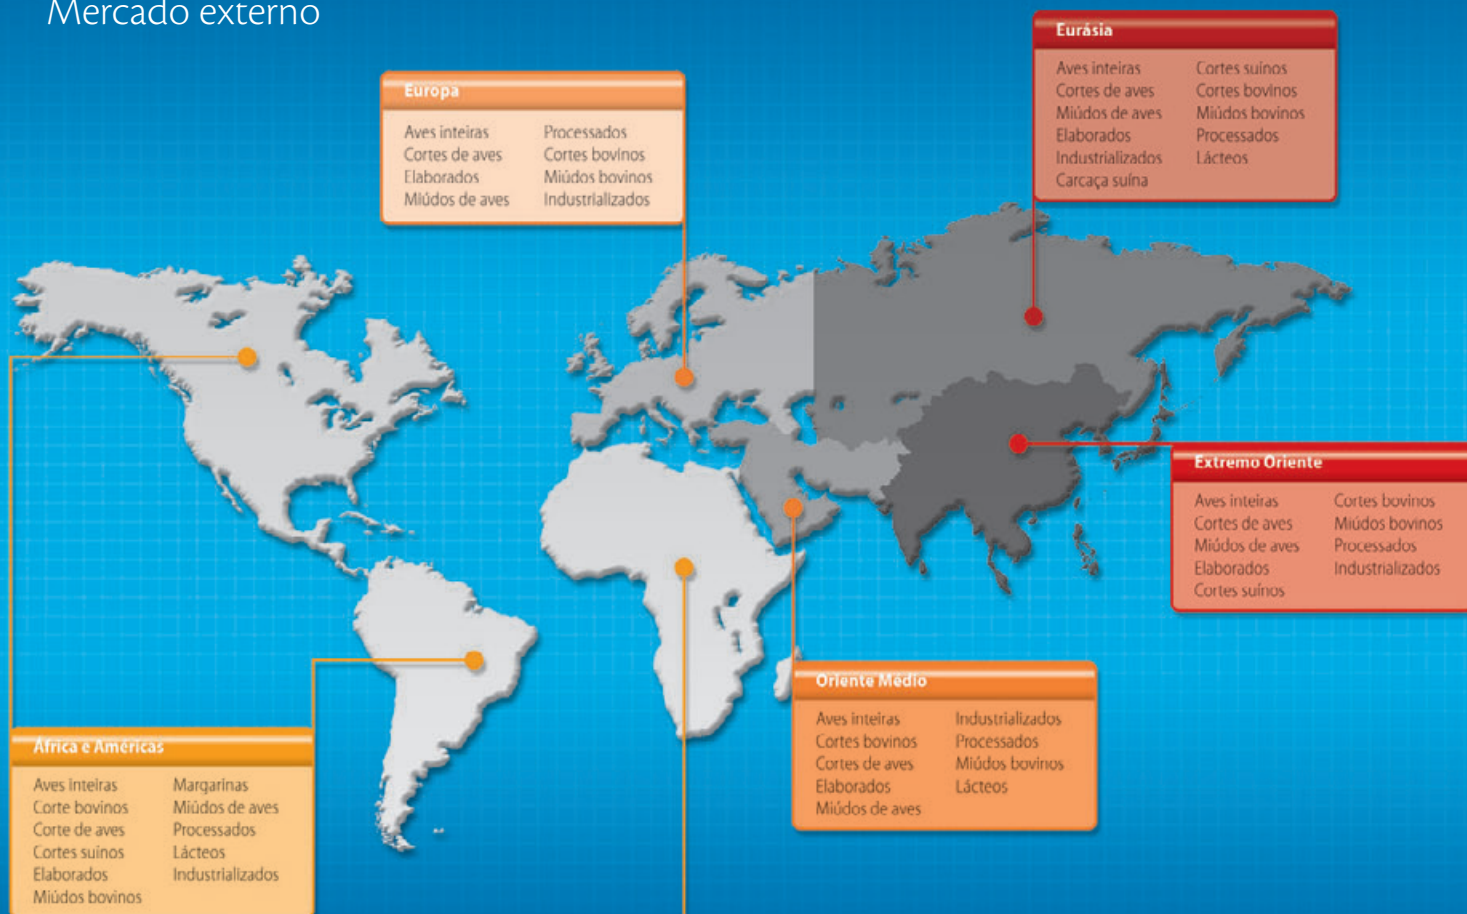 Mercado externo
Eurásia
Aves inteiras
Cortes de aves
Miúdos de aves
Elaborados
Industrializados
Carcaça suína
Cortes suínos
Cortes bovinos
Miúdos bovinos
Processados
Lácteos
Europa
Aves inteiras
Cortes de aves
Elaborados
Miúdos de aves
Processados
Cortes bovinos
Miúdos bovinos
Industrializados
Extremo Oriente
Aves inteiras
Cortes de aves
Miúdos de aves
Elaborados
Cortes suínos
Cortes bovinos
Miúdos bovinos
Processados
Industrializados
Oriente Médio
Aves inteiras
Cortes bovinos
Cortes de aves
Elaborados
Miúdos de aves
Industrializados
Processados
Miúdos bovinos
Lácteos
África e Américas
Aves inteiras
Corte bovinos
Corte de aves
Cortes suínos
Elaborados
Miúdos bovinos
Margarinas
Miúdos de aves
Processados
Lácteos
Industrializados